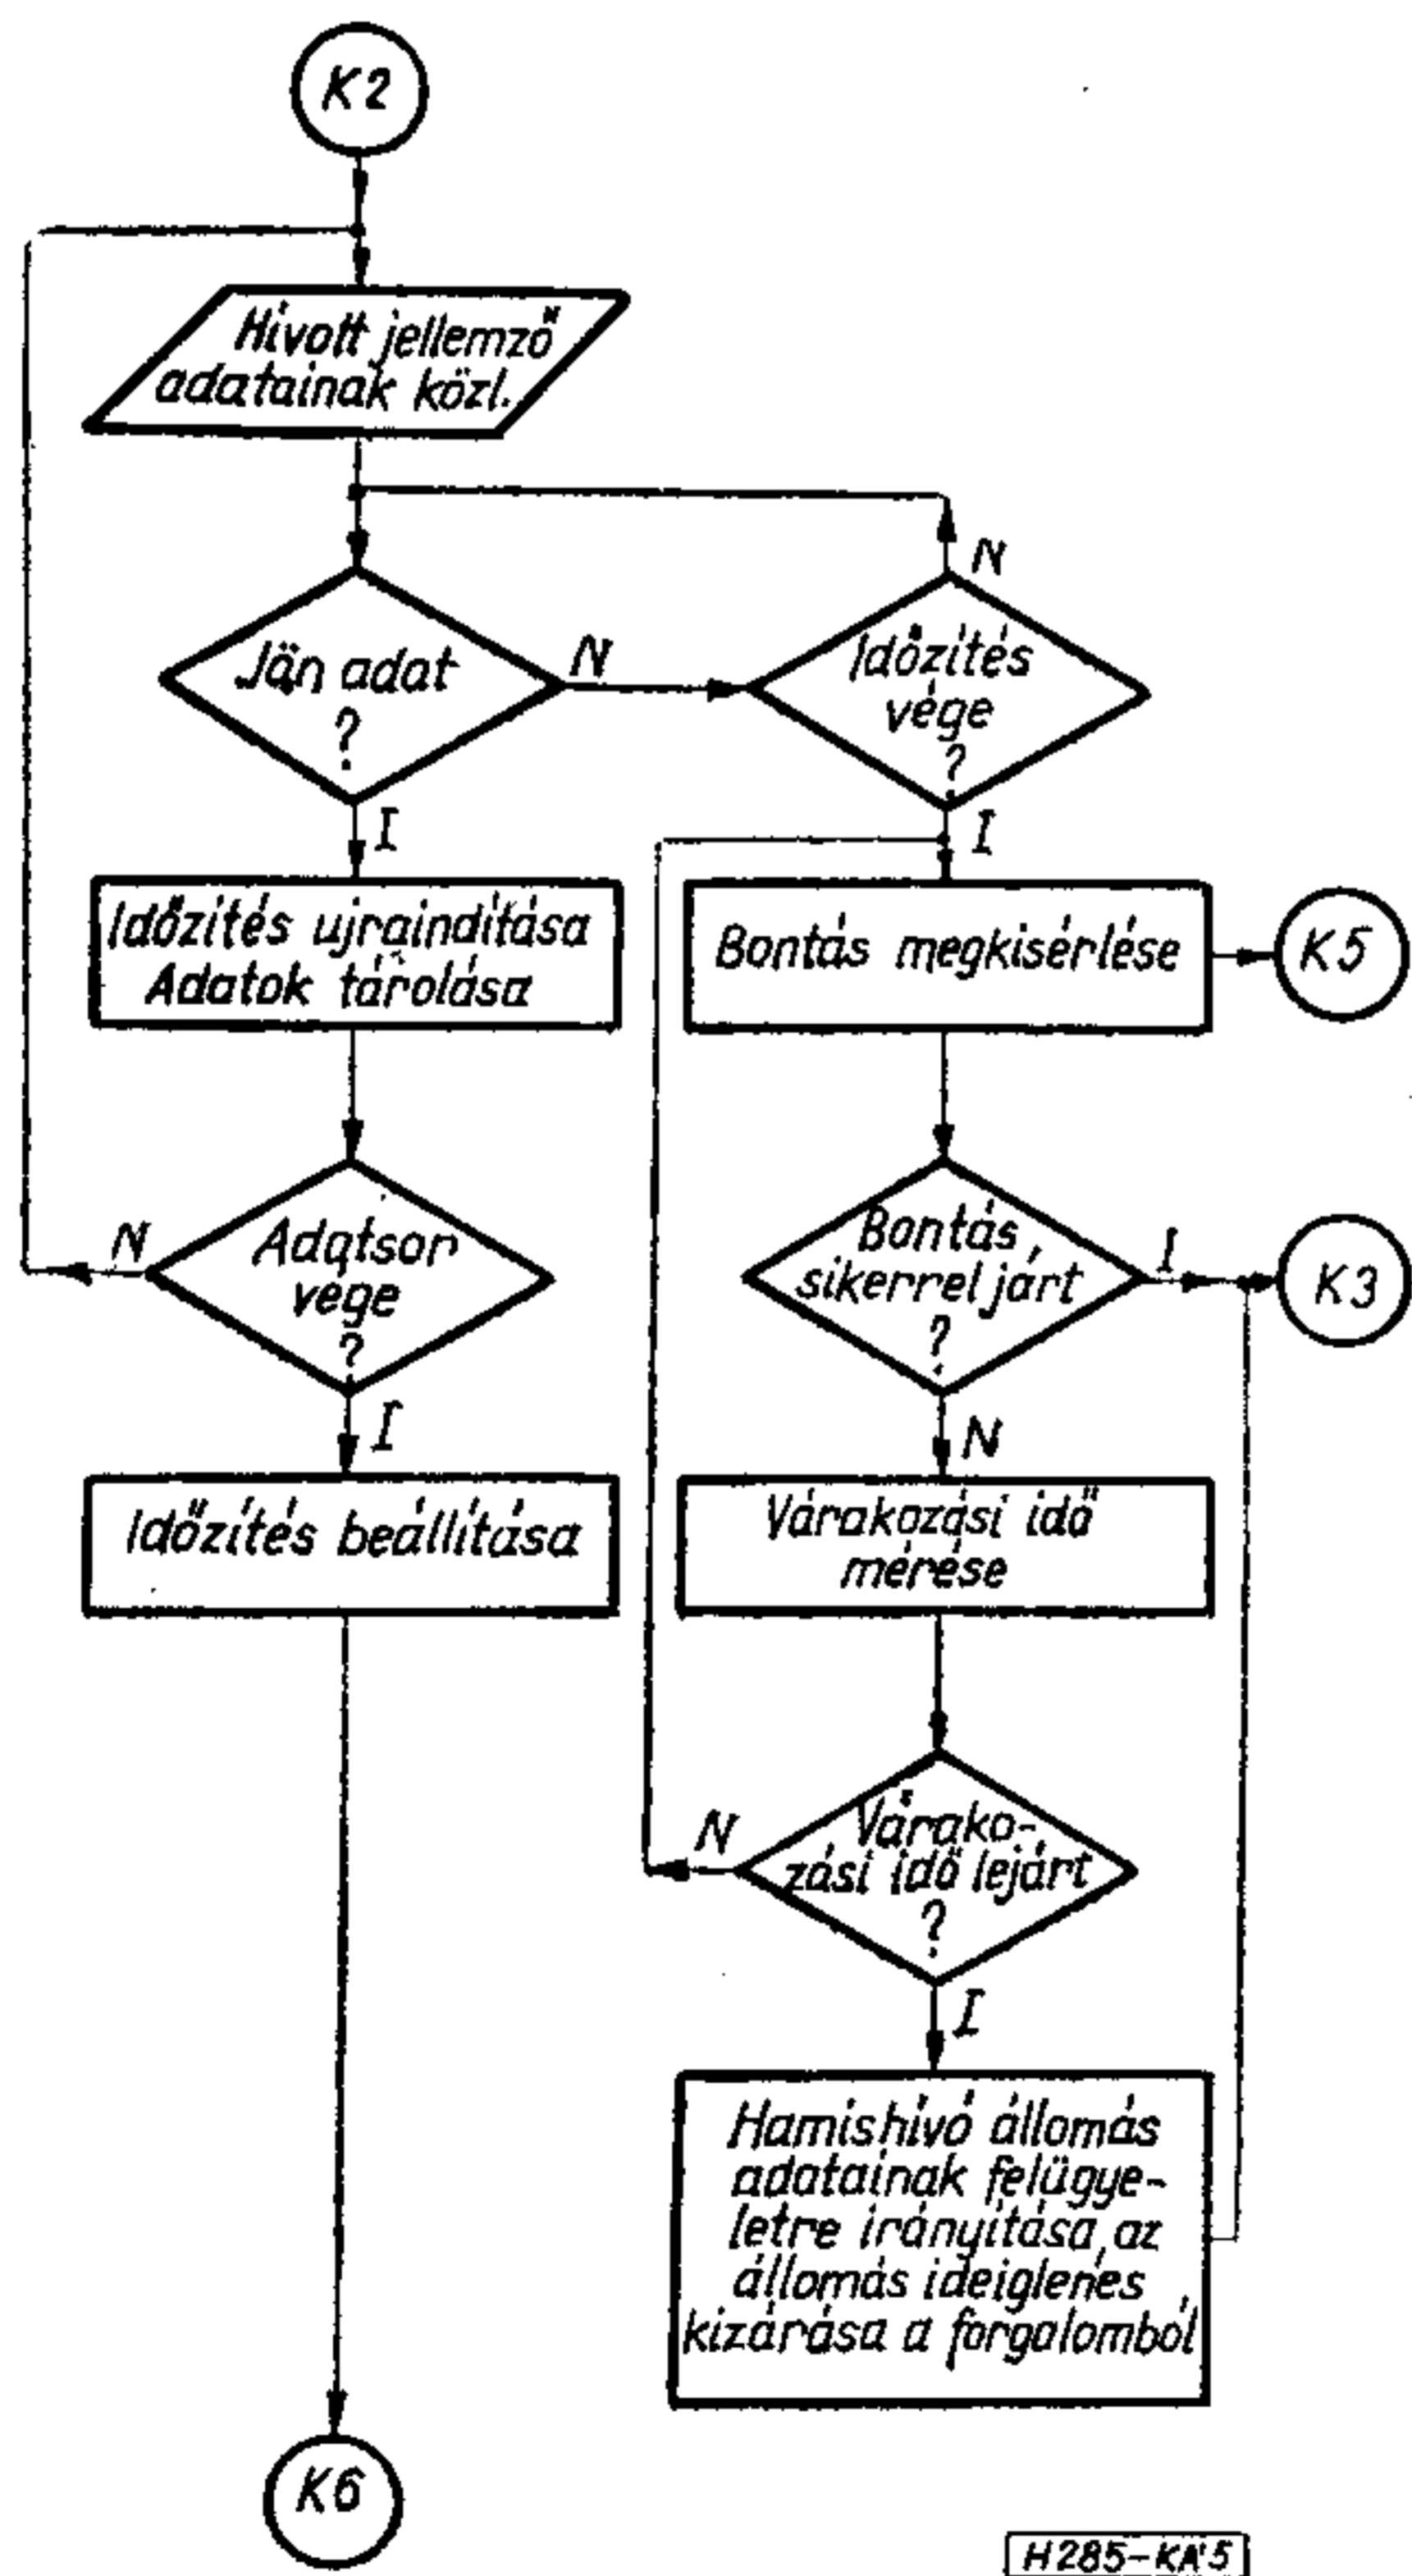 K2
Hívott jellemző
adatainak közl.
Jön adat
?
N
Időzítés
vége
?
N
I
I
Időzítés ujraindítása
Adatok tárolása
Bontás megkisérlése
K5
Adatsor
vége
?
N
I
Bontás
sikerrel járt
?
I
K3
N
Időzítés beállítása
Várakozási idő
mérése
Várako-
zási idő lejárt
?
N
I
Hamishívó állomás
adatainak felügye-
letre irányítása, az
állomás ideiglenes
kizárása a forgalomból
K6
H285-KA'5